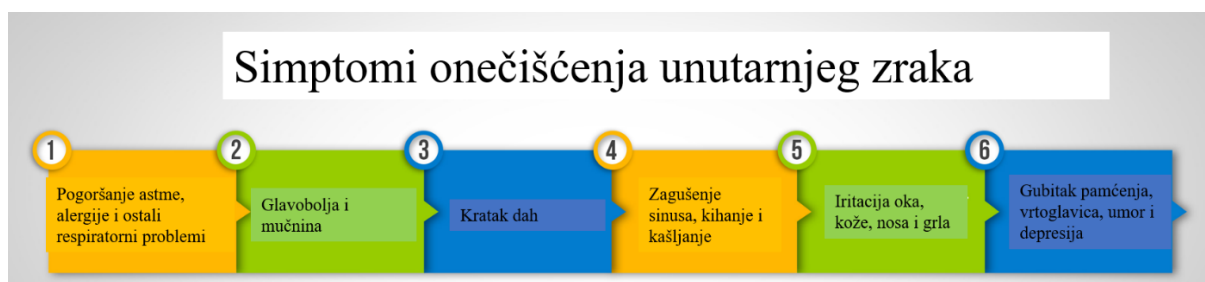 Simptomi onečišćenja unutarnjeg zraka
1
Pogoršanje astme,
alergije i ostali
respiratorni problemi
2
Glavobolja i
mučnina
3
Kratak dah
4
Zagušenje
sinusa, kihanje i
kašljanje
5
Iritacija oka,
kože, nosa i grla
6
Gubitak pamćenja,
vrtoglavica, umor i
depresija